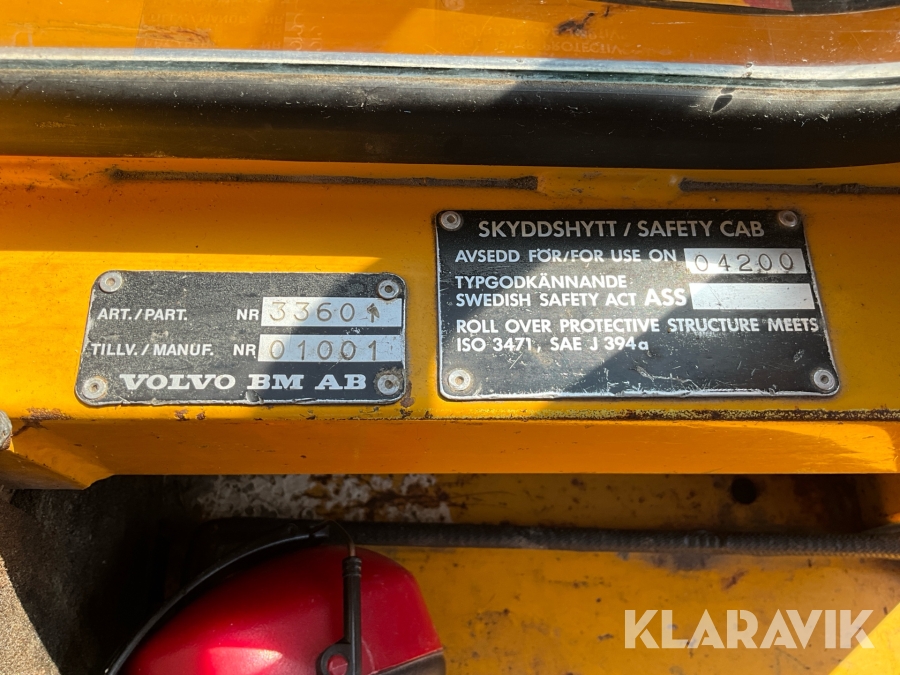 SKYDDSHYTT / SAFETY CAB
AVSEDD FÖR/FOR USE ON 04200
TYPGODKÄNNANDE
SWEDISH SAFETY ACT ASS
ROLL OVER PROTECTIVE STRUCTURE MEETS
ISO 3471, SAE J 394a
ART./PART. NR 33601
TILLV./MANUF. NR 01001
VOLVO BM AB
KLARAVIK